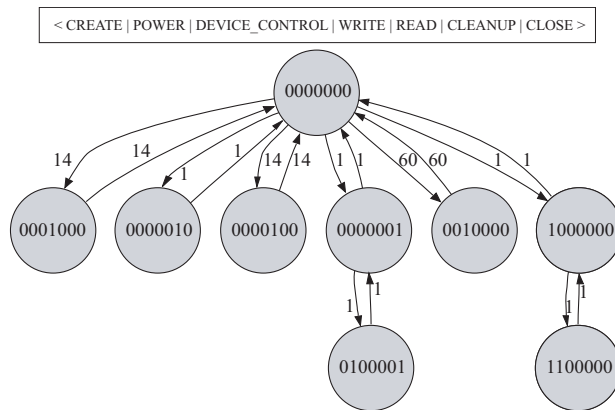 < CREATE | POWER | DEVICE_CONTROL | WRITE | READ | CLEANUP | CLOSE >
0000000
14 14 1 1 14 14 1 1 60 60 1 1
0001000 0000010 0000100 0000001 0010000 1000000
1 1 1 1
0100001 1100000